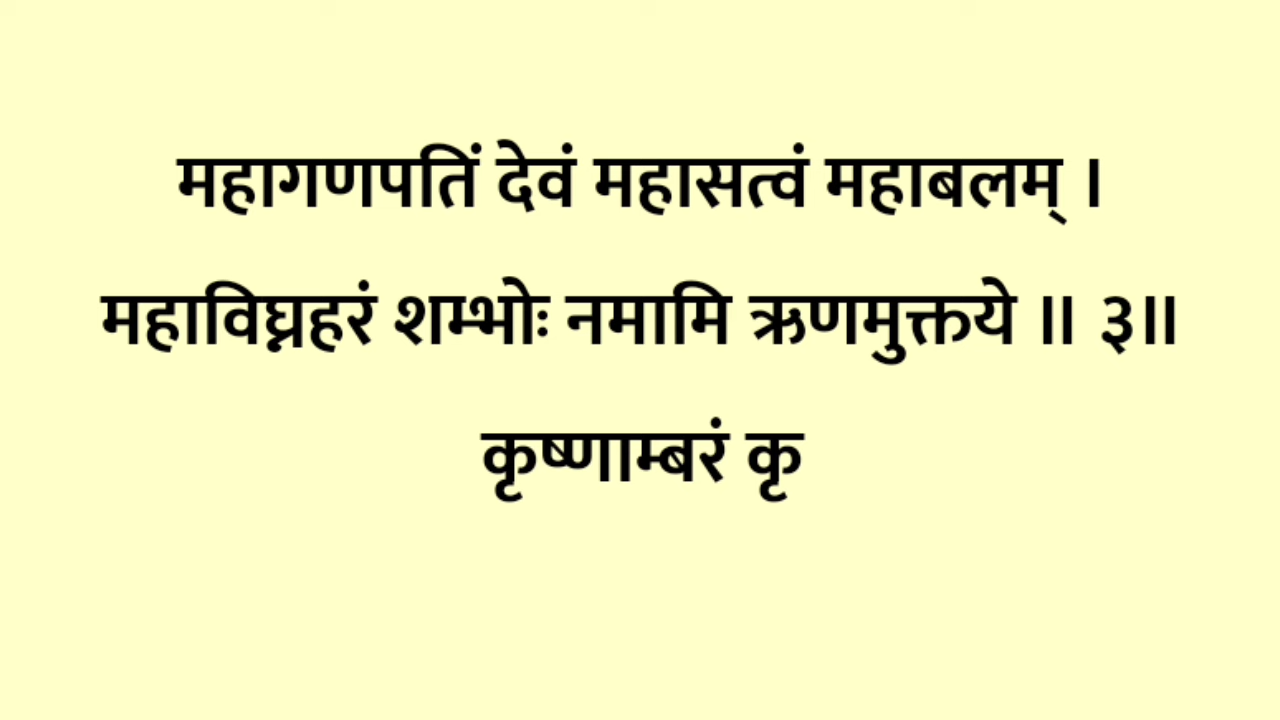 महागणपतिं देवं महासत्वं महाबलम् ।
महाविघ्नहरं शम्भोः नमामि ऋणमुक्तये ॥ ३॥
कृष्णाम्बरं कृ